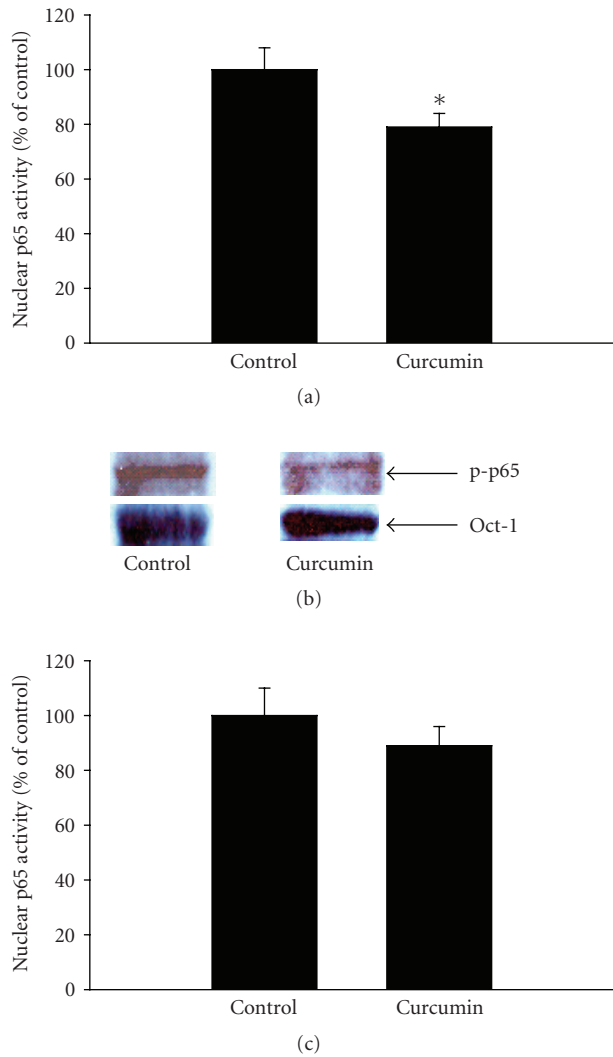 Nuclear p65 activity (% of control)
120
100
80
60
40
20
0
*
Control Curcumin
(a)
p-p65
Oct-1
Control Curcumin
(b)
Nuclear p65 activity (% of control)
120
100
80
60
40
20
0
Control Curcumin
(c)